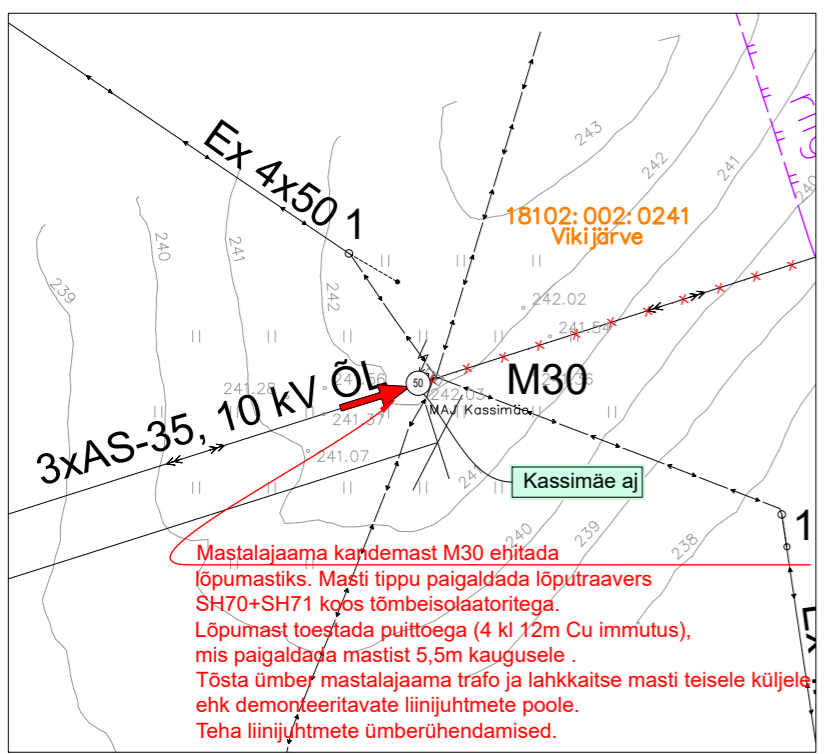 243
242
241
240
Ex 4x50 1
18102:002:0241
Vikijärve
240
241
239
242
242.02
241.54
M30
50
241.28
242.03
241.37
MAJ Kassimäe
3xAS-35, 10 kV ÕL
241.07
241
Kassimäe aj
240
239
238
1
Mastalajaama kandemast M30 ehitada
lõpumastiks. Masti tippu paigaldada lõputraavers
SH70+SH71 koos tõmbeisolaatoritega.
Lõpumast toestada puittoega (4 kl 12m Cu immutus),
mis paigaldada mastist 5,5m kaugusele .
Tõsta ümber mastalajaama trafo ja lahkkaitse masti teisele küljele
ehk demonteeritavate liinijuhtmete poole.
Teha liinijuhtmete ümberühendamised.